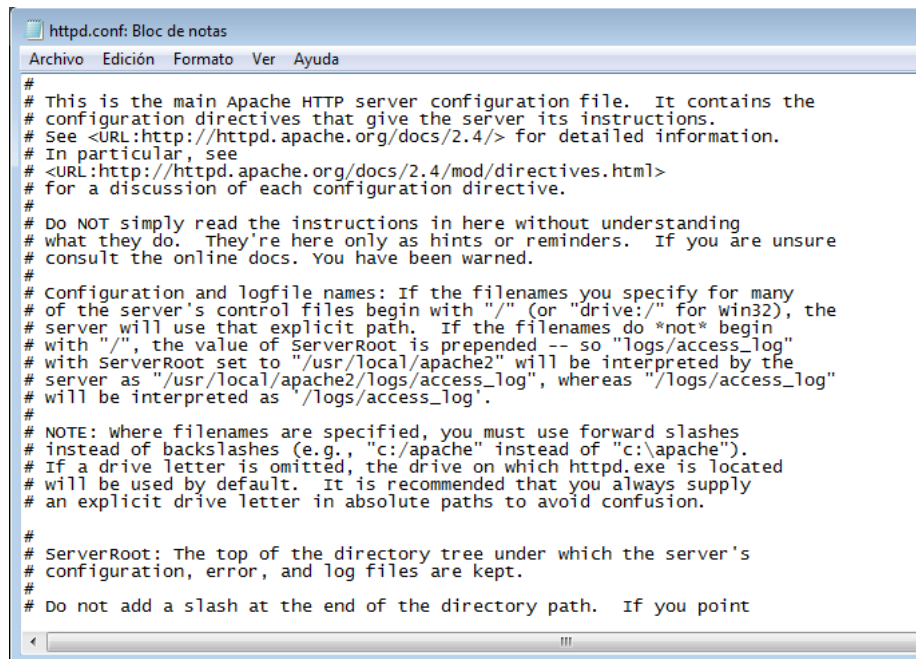 httpd.conf: Bloc de notas
Archivo Edición Formato Ver Ayuda
#
# This is the main Apache HTTP server configuration file.  It contains the
# configuration directives that give the server its instructions.
# See <URL:http://httpd.apache.org/docs/2.4/> for detailed information.
# In particular, see
# <URL:http://httpd.apache.org/docs/2.4/mod/directives.html>
# for a discussion of each configuration directive.
#
# Do NOT simply read the instructions in here without understanding
# what they do.  They're here only as hints or reminders.  If you are unsure
# consult the online docs. You have been warned.
#
# Configuration and logfile names: If the filenames you specify for many
# of the server's control files begin with "/" (or "drive:/" for Win32), the
# server will use that explicit path.  If the filenames do *not* begin
# with "/", the value of ServerRoot is prepended -- so "logs/access_log"
# with ServerRoot set to "/usr/local/apache2" will be interpreted by the
# server as "/usr/local/apache2/logs/access_log", whereas "/logs/access_log"
# will be interpreted as '/logs/access_log'.
#
# NOTE: Where filenames are specified, you must use forward slashes
# instead of backslashes (e.g., "c:/apache" instead of "c:\apache").
# If a drive letter is omitted, the drive on which httpd.exe is located
# will be used by default.  It is recommended that you always supply
# an explicit drive letter in absolute paths to avoid confusion.
#
# ServerRoot: The top of the directory tree under which the server's
# configuration, error, and log files are kept.
#
# Do not add a slash at the end of the directory path.  If you point